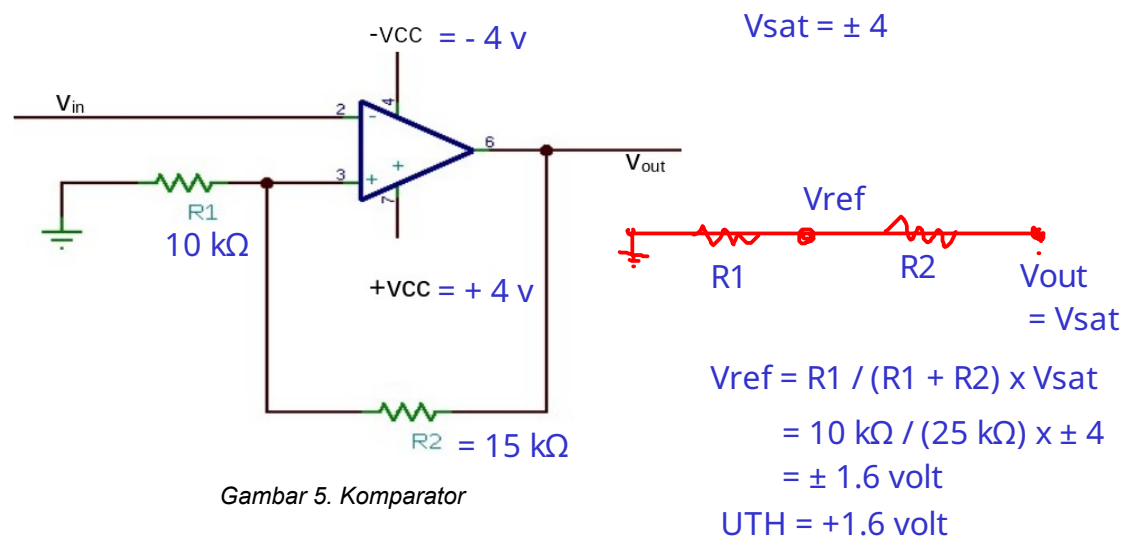 -VCC = - 4 v
Vsat = ± 4
Vin
2
4
-
6
Vout
3
+
+
7
R1
10 kΩ
+VCC = + 4 v
R2 = 15 kΩ
Gambar 5. Komparator
Vref
R1
R2
Vout
= Vsat
Vref = R1 / (R1 + R2) x Vsat
= 10 kΩ / (25 kΩ) x ± 4
= ± 1.6 volt
UTH = +1.6 volt